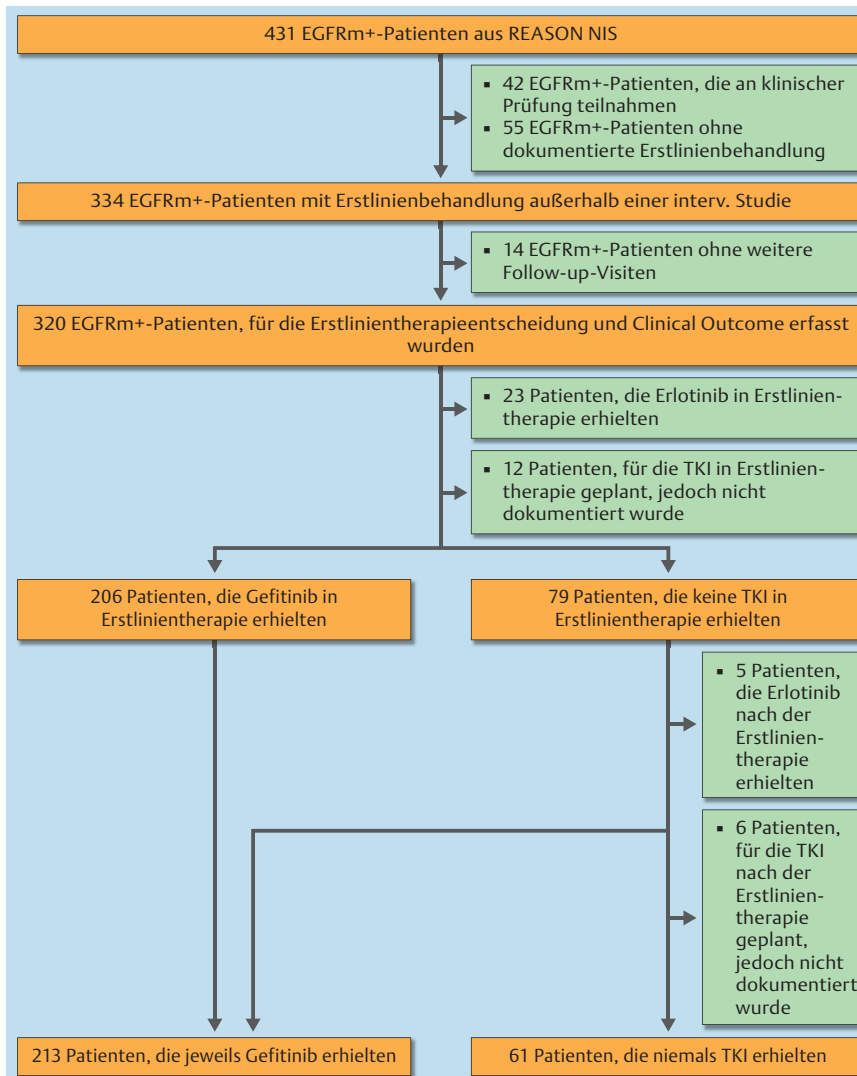 431 EGFRm+-Patienten aus REASON NIS
▪ 42 EGFRm+-Patienten, die an klinischer
Prüfung teilnahmen
▪ 55 EGFRm+-Patienten ohne
dokumentierte Erstlinienbehandlung
334 EGFRm+-Patienten mit Erstlinienbehandlung außerhalb einer interv. Studie
▪ 14 EGFRm+-Patienten ohne weitere
Follow-up-Visiten
320 EGFRm+-Patienten, für die Erstlinientherapieentscheidung und Clinical Outcome erfasst
wurden
▪ 23 Patienten, die Erlotinib in Erstlinien-
therapie erhielten
▪ 12 Patienten, für die TKI in Erstlinien-
therapie geplant, jedoch nicht
dokumentiert wurde
206 Patienten, die Gefitinib in
Erstlinientherapie erhielten
79 Patienten, die keine TKI in
Erstlinientherapie erhielten
▪ 5 Patienten,
die Erlotinib
nach der
Erstlinien-
therapie
erhielten
▪ 6 Patienten,
für die TKI
nach der
Erstlinien-
therapie
geplant,
jedoch nicht
dokumentiert
wurde
213 Patienten, die jeweils Gefitinib erhielten
61 Patienten, die niemals TKI erhielten